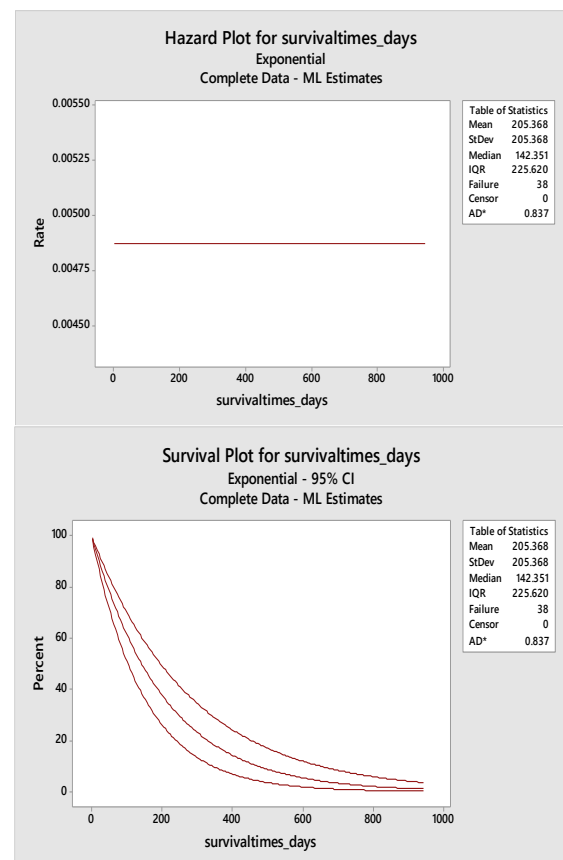 Hazard Plot for survivaltimes_days
Exponential
Complete Data - ML Estimates
0.00550
0.00525
0.00500
0.00475
0.00450
Rate
0 200 400 600 800 1000
survivaltimes_days
Table of Statistics
Mean 205.368
StDev 205.368
Median 142.351
IQR 225.620
Failure 38
Censor 0
AD* 0.837
Survival Plot for survivaltimes_days
Exponential - 95% CI
Complete Data - ML Estimates
100
80
60
40
20
0
Percent
0 200 400 600 800 1000
survivaltimes_days
Table of Statistics
Mean 205.368
StDev 205.368
Median 142.351
IQR 225.620
Failure 38
Censor 0
AD* 0.837